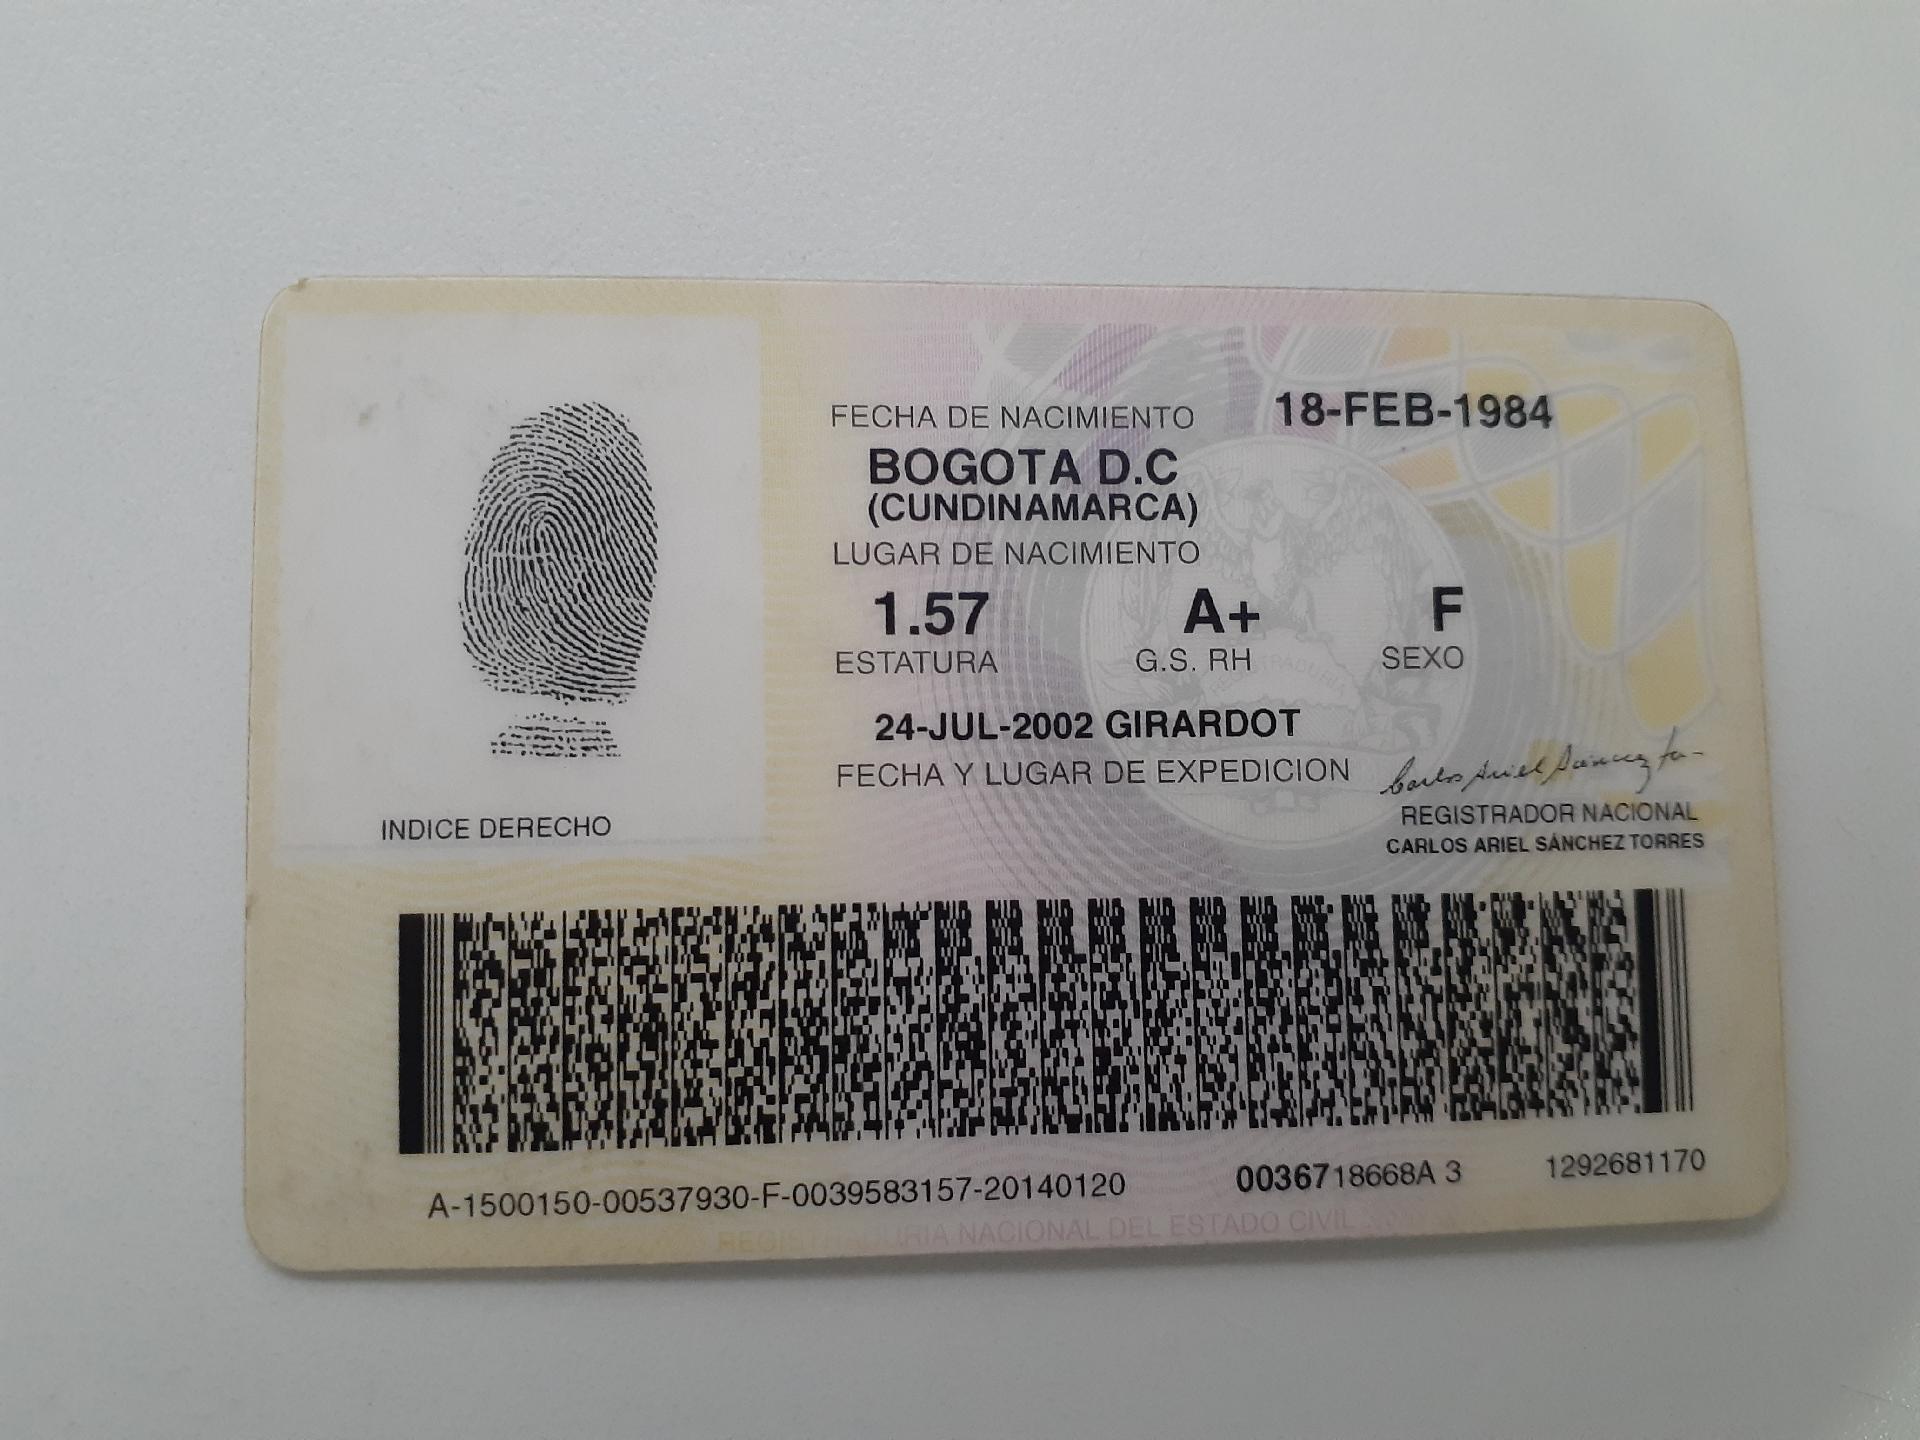 FECHA DE NACIMIENTO 18-FEB-1984
BOGOTA D.C
(CUNDINAMARCA)
LUGAR DE NACIMIENTO
1.57 A+ F
ESTATURA G.S. RH SEXO
24-JUL-2002 GIRARDOT
FECHA Y LUGAR DE EXPEDICION
INDICE DERECHO
Carlos Ariel Sánchez to-
REGISTRADOR NACIONAL
CARLOS ARIEL SÁNCHEZ TORRES
A-1500150-00537930-F-0039583157-20140120 0036718668A 3 1292681170
REGISTRADURIA NACIONAL DEL ESTADO CIVIL